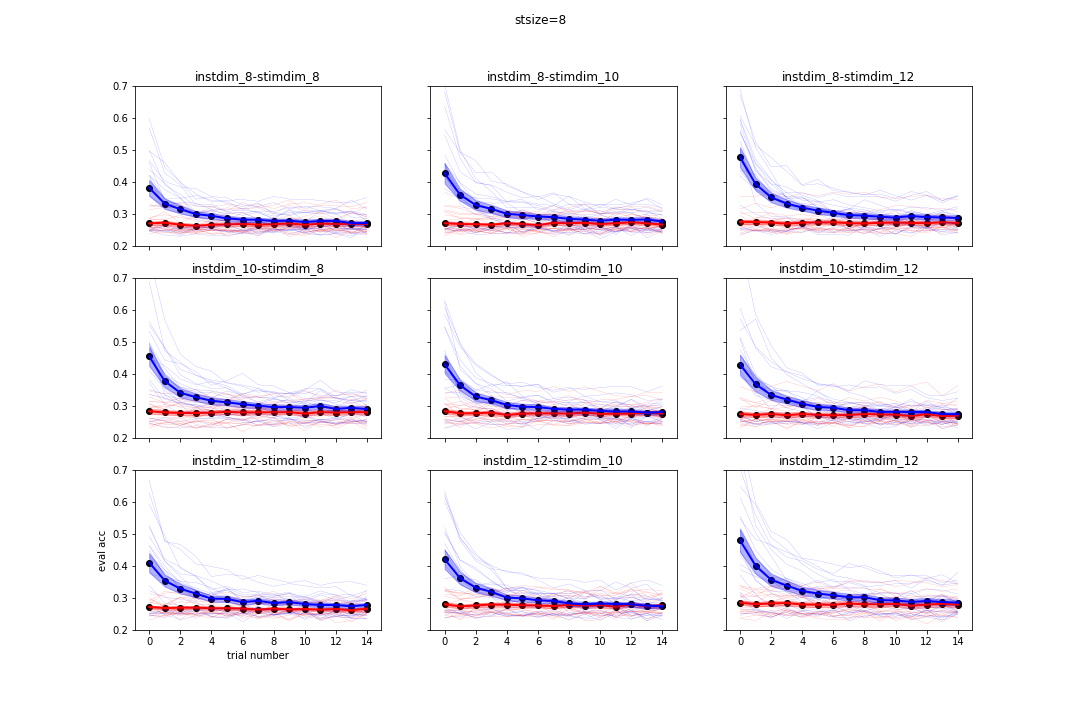 stsize=8
instdim_8-stimdim_8
instdim_8-stimdim_10
instdim_8-stimdim_12
0.7
0.6
0.5
0.4
0.3
0.2
instdim_10-stimdim_8
instdim_10-stimdim_10
instdim_10-stimdim_12
0.7
0.6
0.5
0.4
0.3
0.2
instdim_12-stimdim_8
instdim_12-stimdim_10
instdim_12-stimdim_12
0.7
0.6
0.5
0.4
0.3
0.2
eval acc
0 2 4 6 8 10 12 14
0 2 4 6 8 10 12 14
0 2 4 6 8 10 12 14
trial number